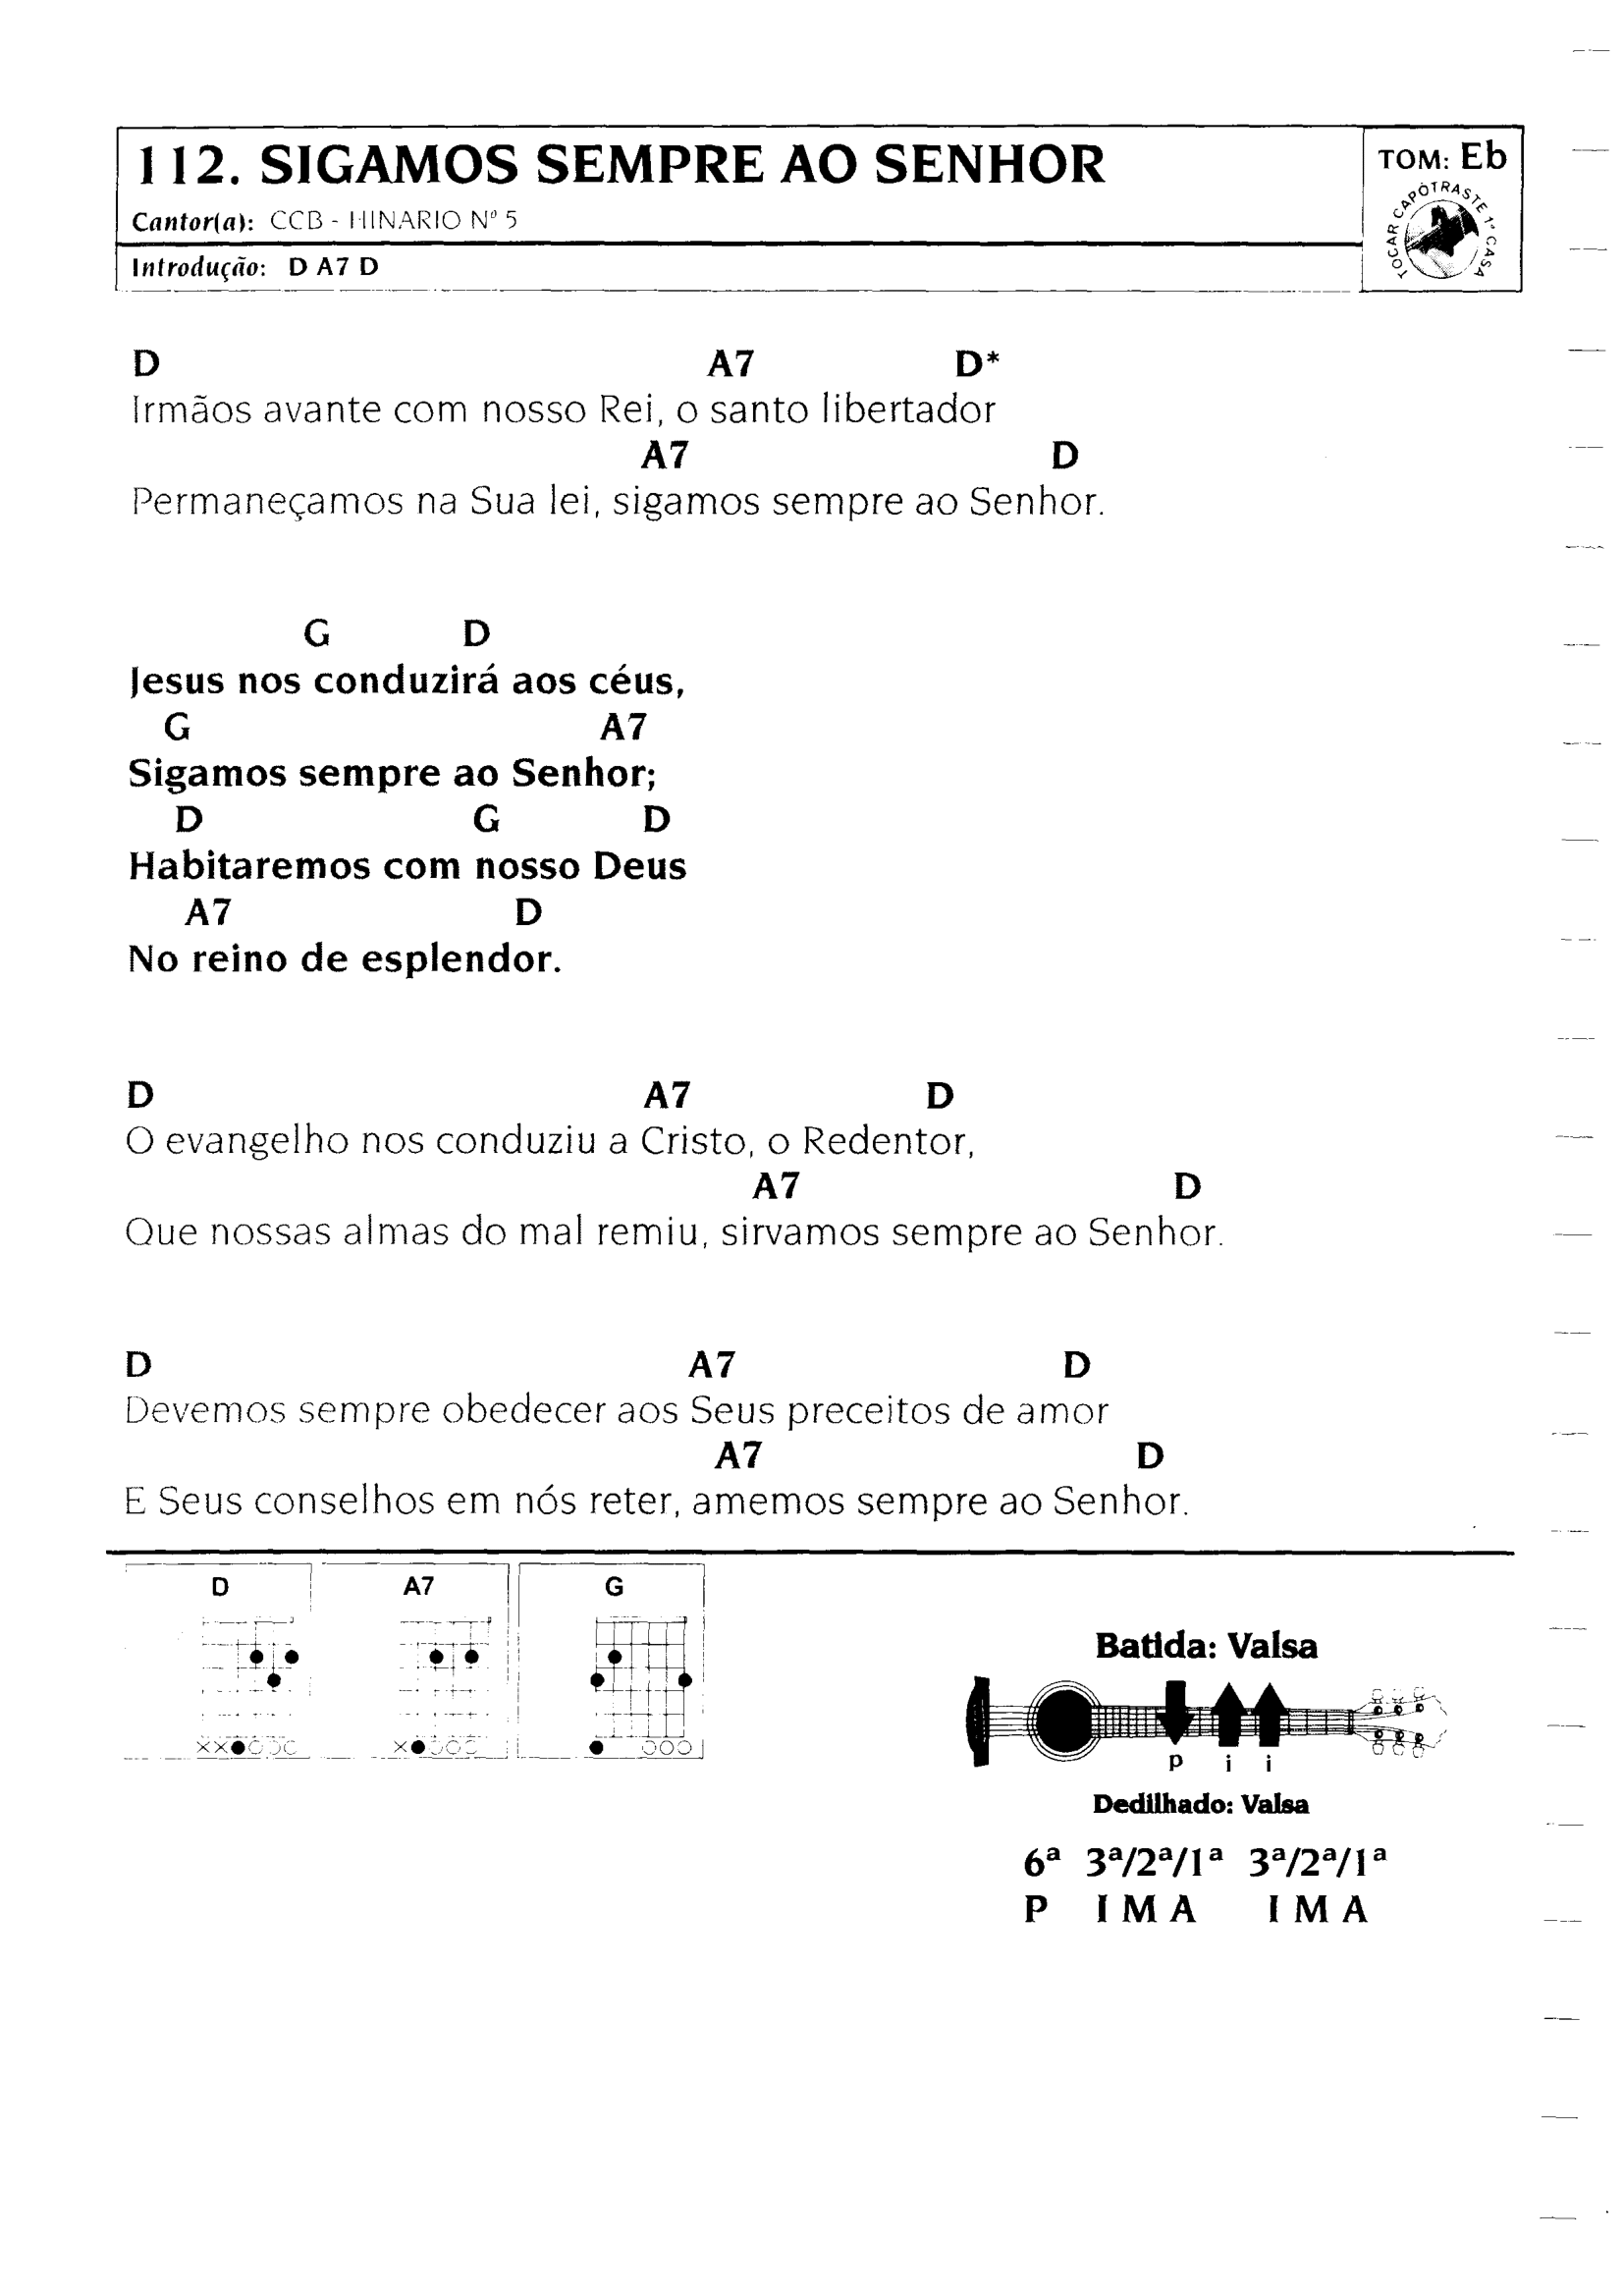 112. SIGAMOS SEMPRE AO SENHOR
Cantor(a): CCB - HINARIO Nº 5
Introdução: D A7 D
TOM: Eb
TOCAR CAPÔTRASTE 1ª CASA
D A7 D*
Irmãos avante com nosso Rei, o santo libertador
A7 D
Permaneçamos na Sua lei, sigamos sempre ao Senhor.
G D
Jesus nos conduzirá aos céus,
G A7
Sigamos sempre ao Senhor;
D G D
Habitaremos com nosso Deus
A7 D
No reino de esplendor.
D A7 D
O evangelho nos conduziu a Cristo, o Redentor,
A7 D
Que nossas almas do mal remiu, sirvamos sempre ao Senhor.
D A7 D
Devemos sempre obedecer aos Seus preceitos de amor
A7 D
E Seus conselhos em nós reter, amemos sempre ao Senhor.
D A7 G
Batida: Valsa
p i i
Dedilhado: Valsa
6ª 3ª/2ª/1ª 3ª/2ª/1ª
P I M A I M A